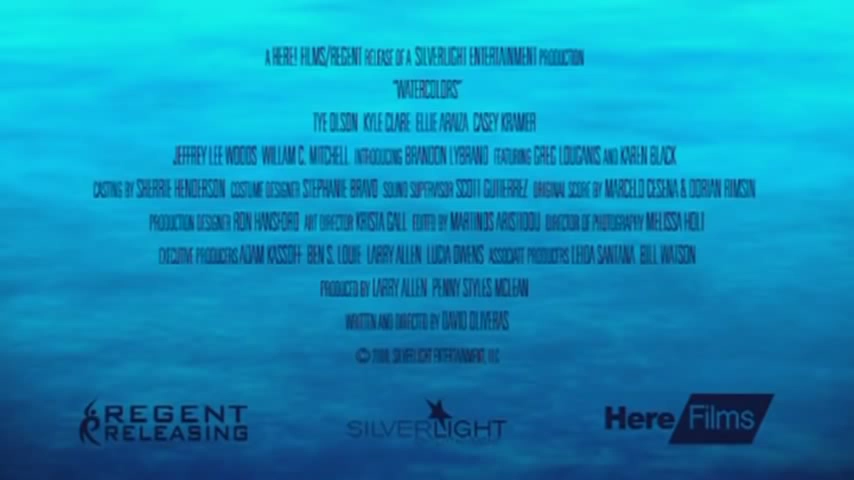 A HERE! FILMS/REGENT RELEASE OF A SILVERLIGHT ENTERTAINMENT PRODUCTION
"WATERCOLORS"
TYE OLSON KYLE CLARE ELLIE ARAIZA CASEY KRAMER
JEFFREY LEE WOODS WILLIAM C. MITCHELL INTRODUCING BRANDON LYBRAND FEATURING GREG LOUGANIS AND KAREN BLACK
CASTING BY SHERRIE HENDERSON COSTUME DESIGNER STEPHANIE BRAVO SOUND SUPERVISOR SCOTT GUTIERREZ ORIGINAL SCORE BY MARCELO CESENA & DORIAN RIMSIN
PRODUCTION DESIGNER RON HANSFORD ART DIRECTOR KRISTA GALL EDITED BY MARTINOS ARISTIDOU DIRECTOR OF PHOTOGRAPHY MELISSA HOLT
EXECUTIVE PRODUCERS ADAM KASSOFF BEN S. LOUIE LARRY ALLEN LUCIA OWENS ASSOCIATE PRODUCERS SANTANA BILL WATSON
PRODUCED BY LARRY ALLEN PENNY STYLES MCLEAN
WRITTEN AND DIRECTED BY DAVID OLIVERAS
© SILVERLIGHT ENTERTAINMENT, LLC
REGENT
RELEASING
SILVERLIGHT
Here Films